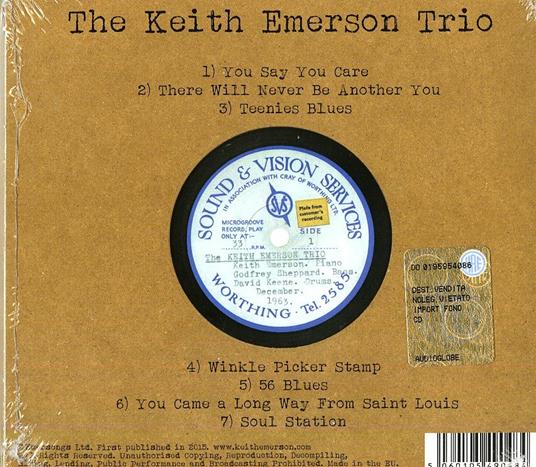 The Keith Emerson Trio
1) You Say You Care
2) There Will Never Be Another You
3) Teenies Blues
SOUND & VISION SERVICES
IN ASSOCIATION WITH CRAY OF WORTHING LTD.
SVS
Made from
customer's
recording
MICROGROOVE
RECORD, PLAY
ONLY AT:-
33
R.P.M.
SIDE
1
The KEITH EMERSON TRIO
Keith Emerson. Piano
Godfrey Sheppard. Bass.
David Keene. Drums.
December.
1963.
WORTHING. Tel. 2585
DO 0195954086
DEST.VENDITA
NOLEG.VIETATO
IMPORT FONO
CD
AUDIOGLOBE
4) Winkle Picker Stamp
5) 56 Blues
6) You Came a Long Way From Saint Louis
7) Soul Station
songs Ltd. First published in 2015. www.keithemerson.com
Rights Reserved. Unauthorised Copying, Reproduction, Decompiling,
Lending, Public Performance and Broadcasting Prohibited. Made in the EU.